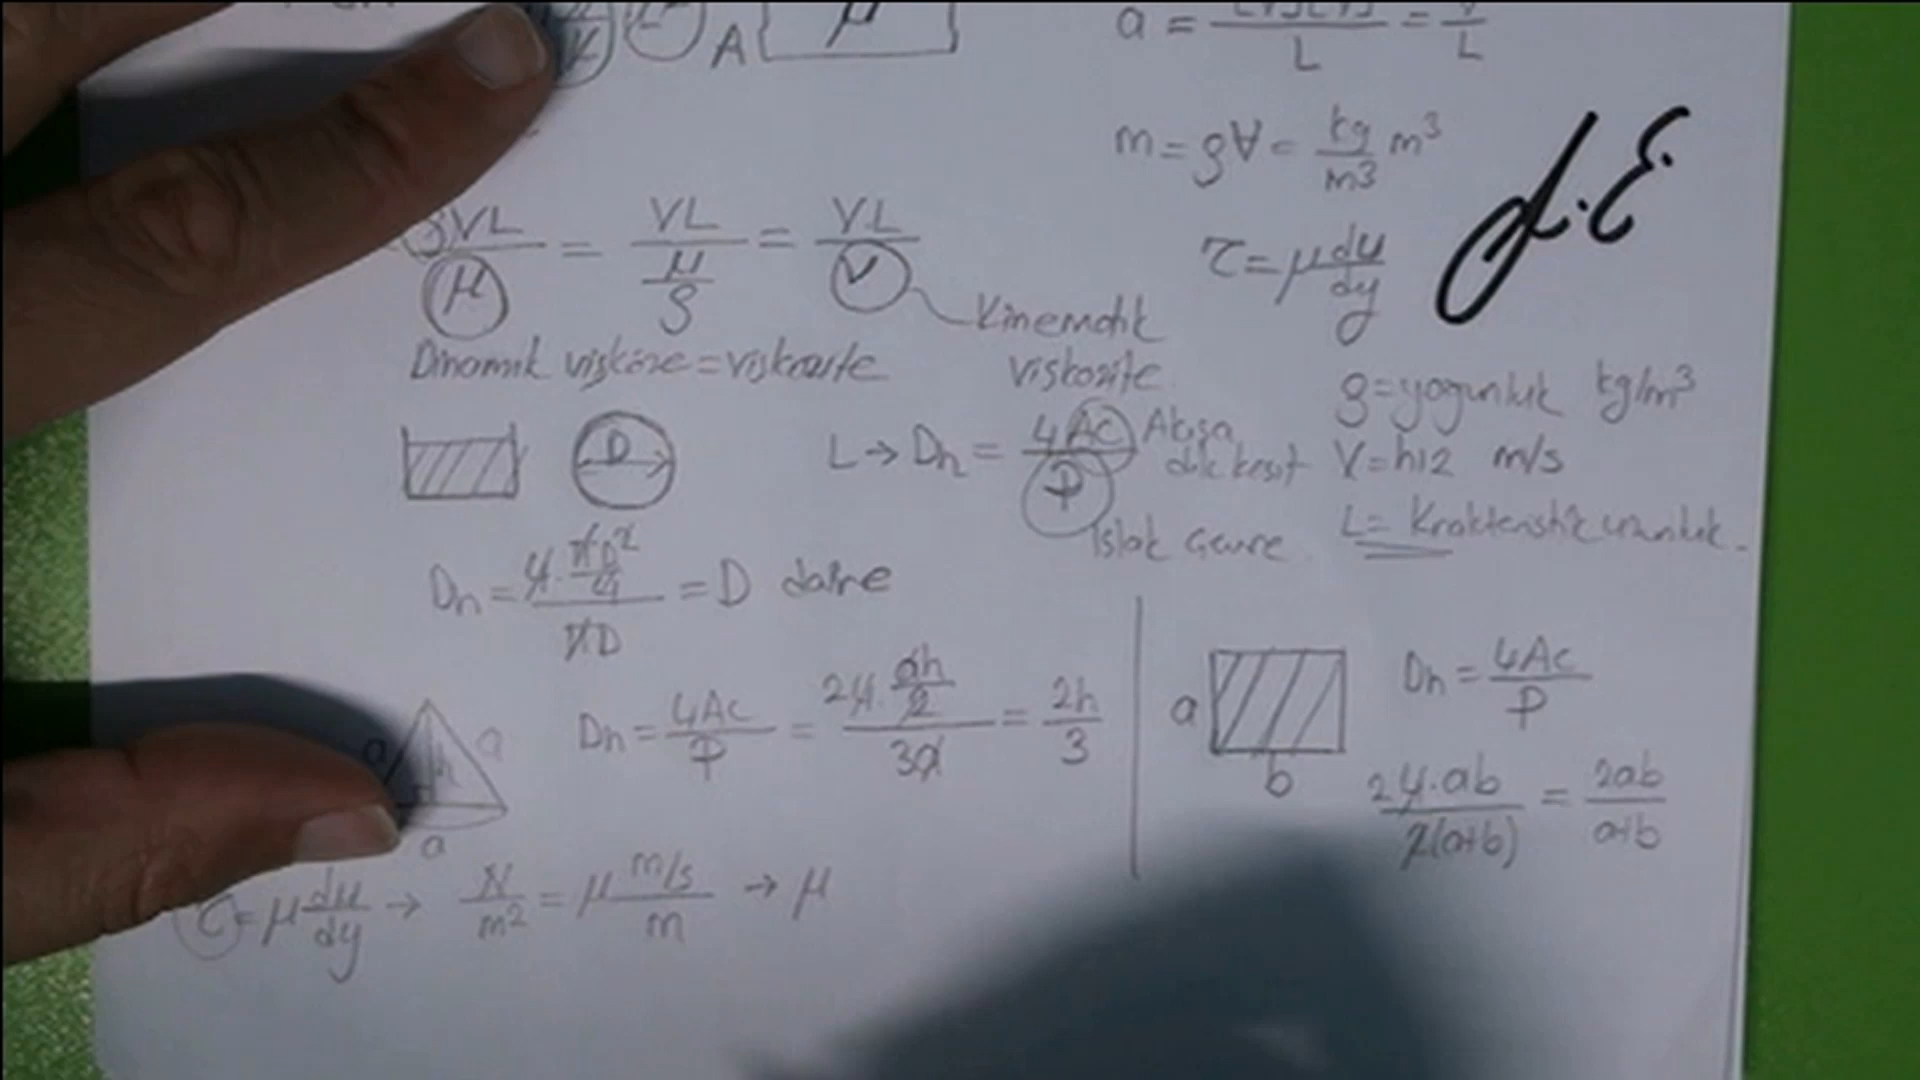 A μ
a = / L = V / L
m = ρV = kg/m³ m³
τ = μ du/dy
ρVL/μ = VL/(μ/ρ) = VL/ν
Kinematik
viskozite
Dinamik viskoze = viskozite
ρ = yoğunluk kg/m³
D
L → Dh = 4Ac/P Akışa
dik kesit
V = hız m/s
Islak Çevre
L = Krakteristik uzunluk
Dh = 4 · (πD²/4) / πD = D daire
a a h a
Dh = 4Ac/P = 2 4 · (ah/2) / 3a = 2h/3
a b
Dh = 4Ac/P
2 4 · ab / 2(a+b) = 2ab/a+b
τ = μ du/dy → N/m² = μ (m/s)/m → μ